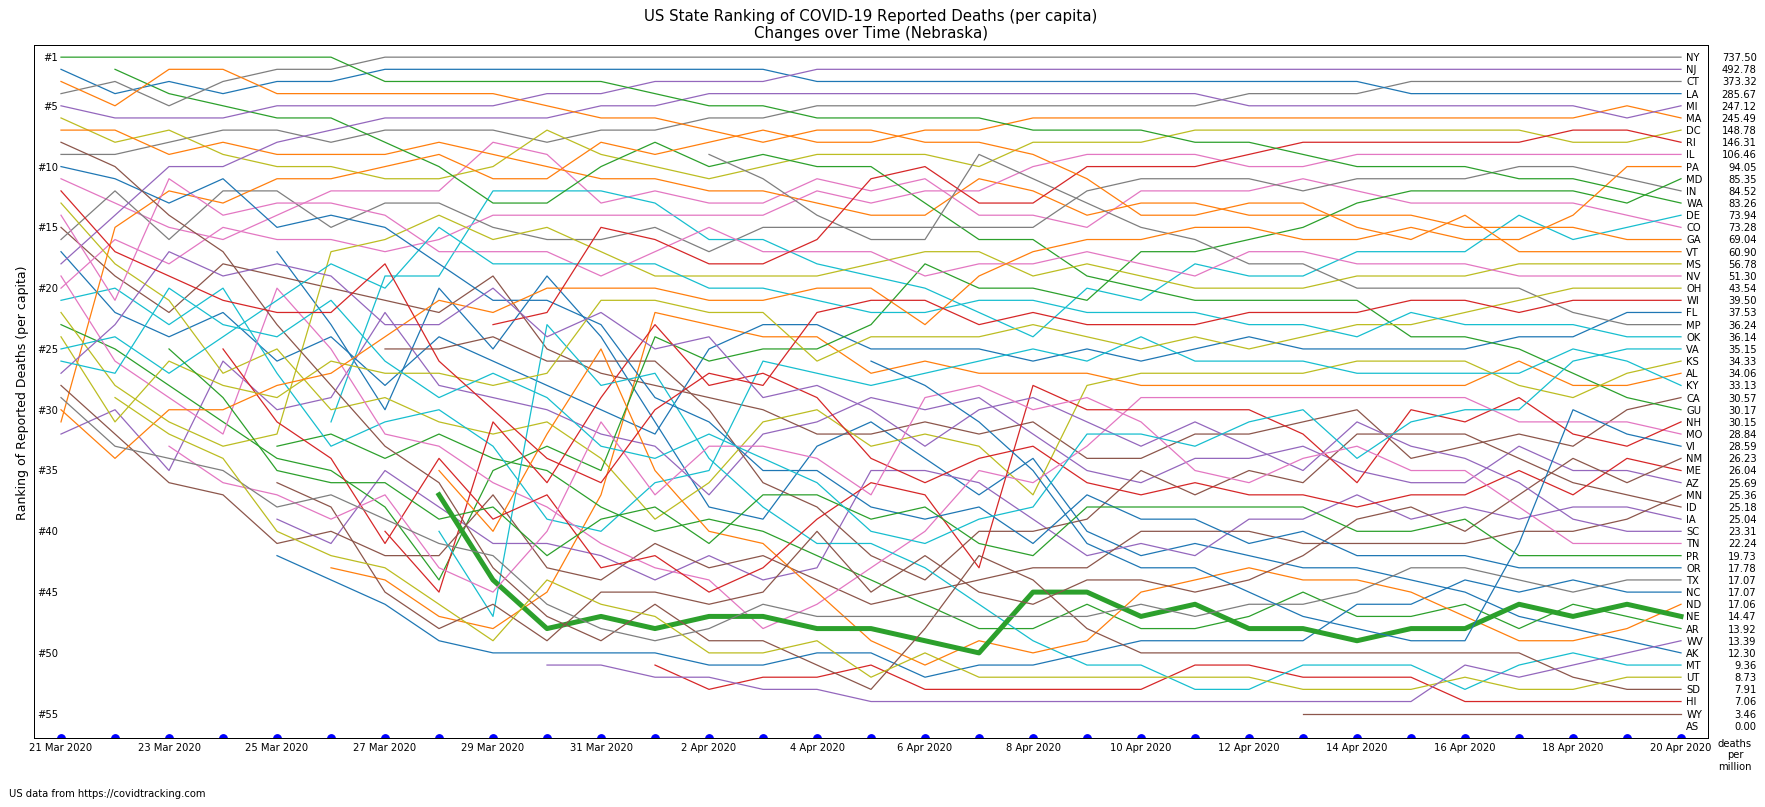 US State Ranking of COVID-19 Reported Deaths (per capita)
Changes over Time (Nebraska)
Ranking of Reported Deaths (per capita)
#1
#5
#10
#15
#20
#25
#30
#35
#40
#45
#50
#55
NY 737.50
NJ 492.78
CT 373.32
LA 285.67
MI 247.12
MA 245.49
DC 148.78
RI 146.31
IL 106.46
PA 94.05
MD 85.35
IN 84.52
WA 83.26
DE 73.94
CO 73.28
GA 69.04
VT 60.90
MS 56.78
NV 51.30
OH 43.54
WI 39.50
FL 37.53
MP 36.24
OK 36.14
VA 35.15
KS 34.33
AL 34.06
KY 33.13
CA 30.57
GU 30.17
NH 30.15
MO 28.84
VI 28.59
NM 26.23
ME 26.04
AZ 25.69
MN 25.36
ID 25.18
IA 25.04
SC 23.31
TN 22.24
PR 19.73
OR 17.78
TX 17.07
NC 17.07
ND 17.06
NE 14.47
AR 13.92
WV 13.39
AK 12.30
MT 9.36
UT 8.73
SD 7.91
HI 7.06
WY 3.46
AS 0.00
21 Mar 2020 23 Mar 2020 25 Mar 2020 27 Mar 2020 29 Mar 2020 31 Mar 2020 2 Apr 2020 4 Apr 2020 6 Apr 2020 8 Apr 2020 10 Apr 2020 12 Apr 2020 14 Apr 2020 16 Apr 2020 18 Apr 2020 20 Apr 2020
deaths
per
million
US data from https://covidtracking.com